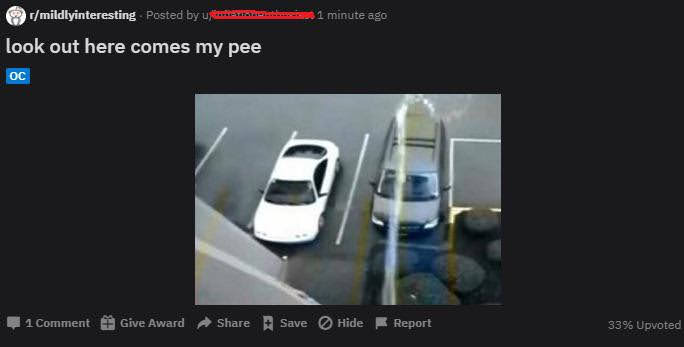 r/mildlyinteresting · Posted by u/ 1 minute ago
look out here comes my pee
OC
1 Comment Give Award Share Save Hide Report 33% Upvoted